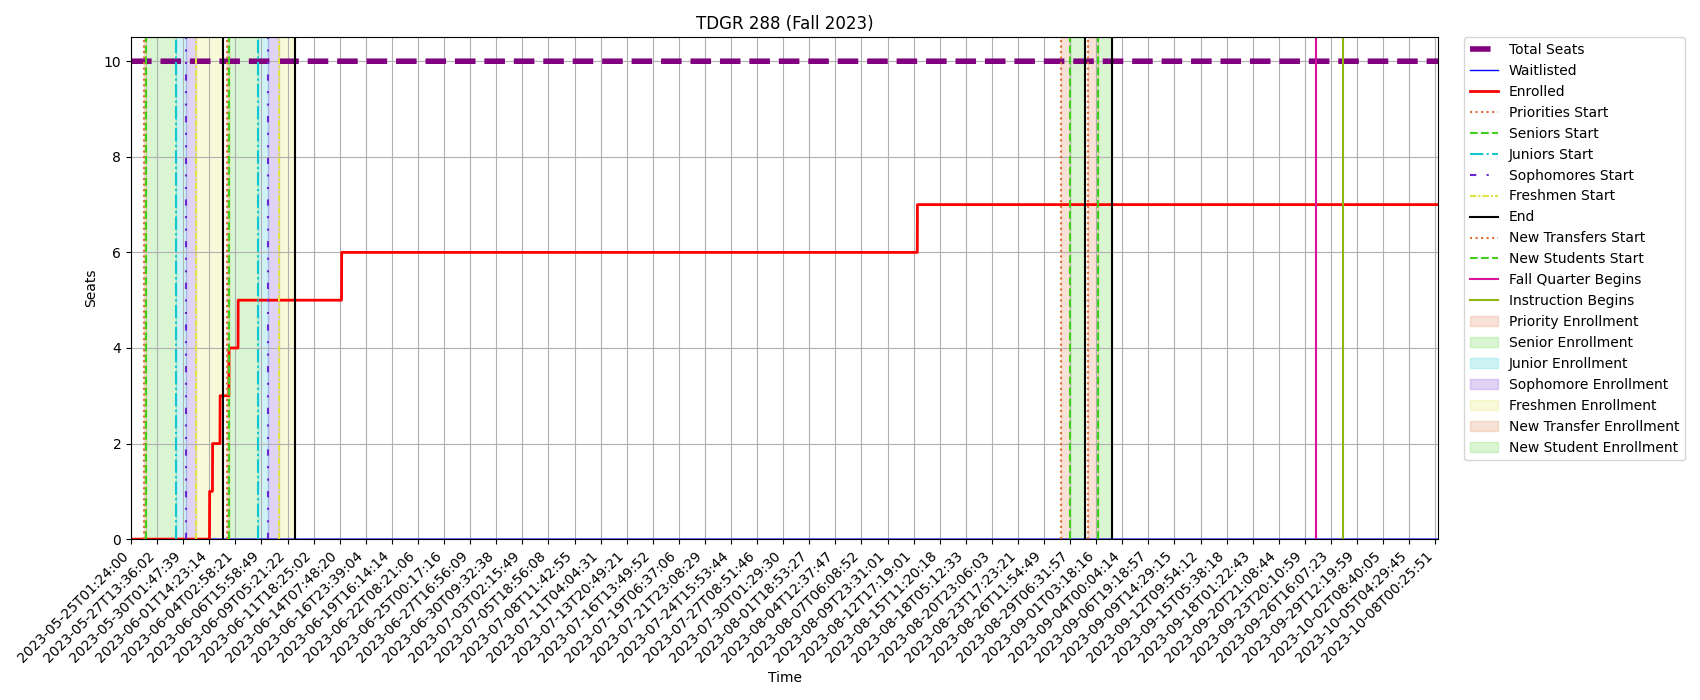 TDGR 288 (Fall 2023)
Seats
10
8
6
4
2
0
2023-05-25T01:24:00
2023-05-27T13:36:02
2023-05-30T01:47:39
2023-06-01T14:23:14
2023-06-04T02:58:21
2023-06-06T15:58:49
2023-06-09T05:21:22
2023-06-11T18:25:02
2023-06-14T07:48:20
2023-06-16T23:39:04
2023-06-19T16:14:14
2023-06-22T08:21:06
2023-06-25T00:17:16
2023-06-27T16:56:09
2023-06-30T09:32:38
2023-07-03T02:15:49
2023-07-05T18:56:08
2023-07-08T11:42:55
2023-07-11T04:04:31
2023-07-13T20:49:21
2023-07-16T13:49:52
2023-07-19T06:37:06
2023-07-21T23:08:29
2023-07-24T15:53:44
2023-07-27T08:51:46
2023-07-30T01:29:30
2023-08-01T18:53:27
2023-08-04T12:37:47
2023-08-07T06:08:52
2023-08-09T23:31:01
2023-08-12T17:19:01
2023-08-15T11:20:18
2023-08-18T05:12:33
2023-08-20T23:06:03
2023-08-23T17:23:21
2023-08-26T11:54:49
2023-08-29T06:31:57
2023-09-01T03:18:16
2023-09-04T00:04:14
2023-09-06T19:18:57
2023-09-09T14:29:15
2023-09-12T09:54:12
2023-09-15T05:38:19
2023-09-18T01:22:43
2023-09-20T21:08:44
2023-09-23T20:10:59
2023-09-26T16:07:23
2023-09-29T12:19:59
2023-10-02T08:40:05
2023-10-05T04:29:45
2023-10-08T00:25:51
Time
Total Seats
Waitlisted
Enrolled
Priorities Start
Seniors Start
Juniors Start
Sophomores Start
Freshmen Start
End
New Transfers Start
New Students Start
Fall Quarter Begins
Instruction Begins
Priority Enrollment
Senior Enrollment
Junior Enrollment
Sophomore Enrollment
Freshmen Enrollment
New Transfer Enrollment
New Student Enrollment